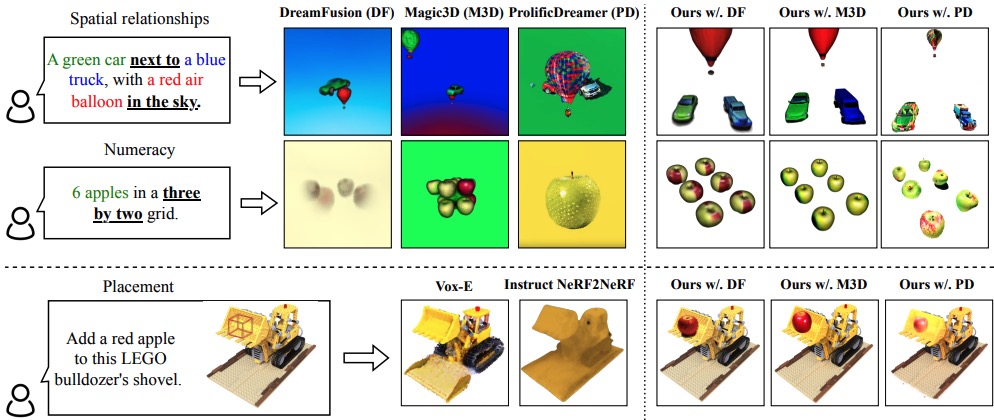 Spatial relationships
DreamFusion (DF)
Magic3D (M3D)
ProlificDreamer (PD)
Ours w/. DF
Ours w/. M3D
Ours w/. PD
A green car next to a blue
truck, with a red air
balloon in the sky.
Numeracy
6 apples in a three
by two grid.
Placement
Vox-E
Instruct NeRF2NeRF
Ours w/. DF
Ours w/. M3D
Ours w/. PD
Add a red apple
to this LEGO
bulldozer's shovel.